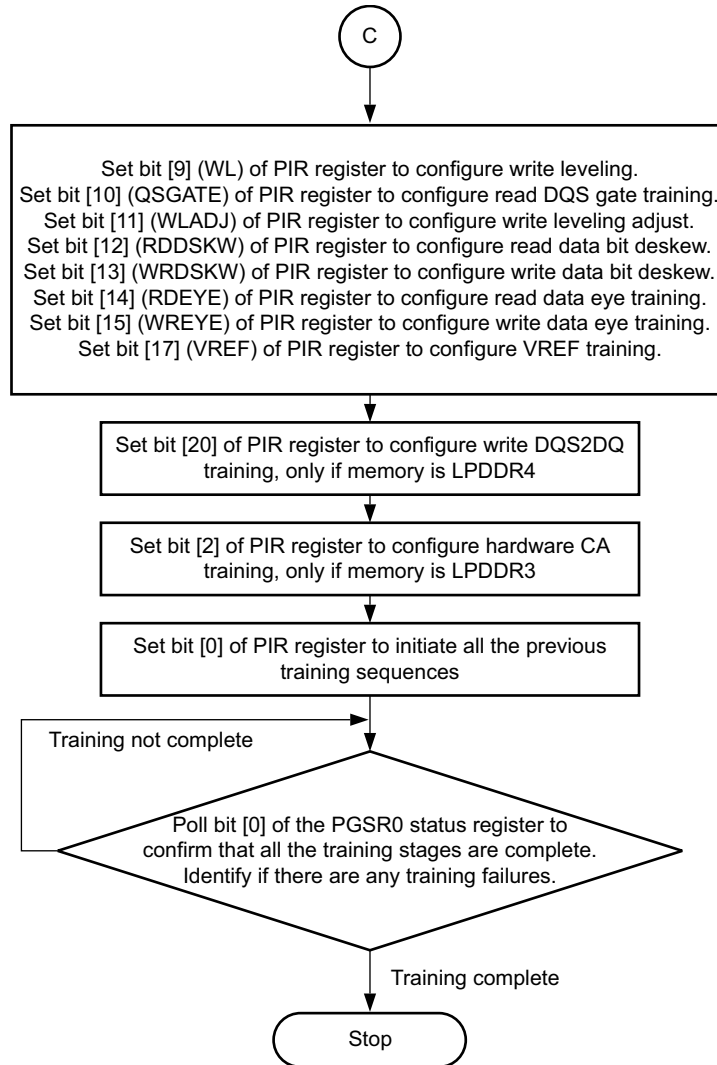 C
Set bit [9] (WL) of PIR register to configure write leveling.
Set bit [10] (QSGATE) of PIR register to configure read DQS gate training.
Set bit [11] (WLADJ) of PIR register to configure write leveling adjust.
Set bit [12] (RDDSKW) of PIR register to configure read data bit deskew.
Set bit [13] (WRDSKW) of PIR register to configure write data bit deskew.
Set bit [14] (RDEYE) of PIR register to configure read data eye training.
Set bit [15] (WREYE) of PIR register to configure write data eye training.
Set bit [17] (VREF) of PIR register to configure VREF training.
Set bit [20] of PIR register to configure write DQS2DQ
training, only if memory is LPDDR4
Set bit [2] of PIR register to configure hardware CA
training, only if memory is LPDDR3
Set bit [0] of PIR register to initiate all the previous
training sequences
Training not complete
Poll bit [0] of the PGSR0 status register to
confirm that all the training stages are complete.
Identify if there are any training failures.
Training complete
Stop